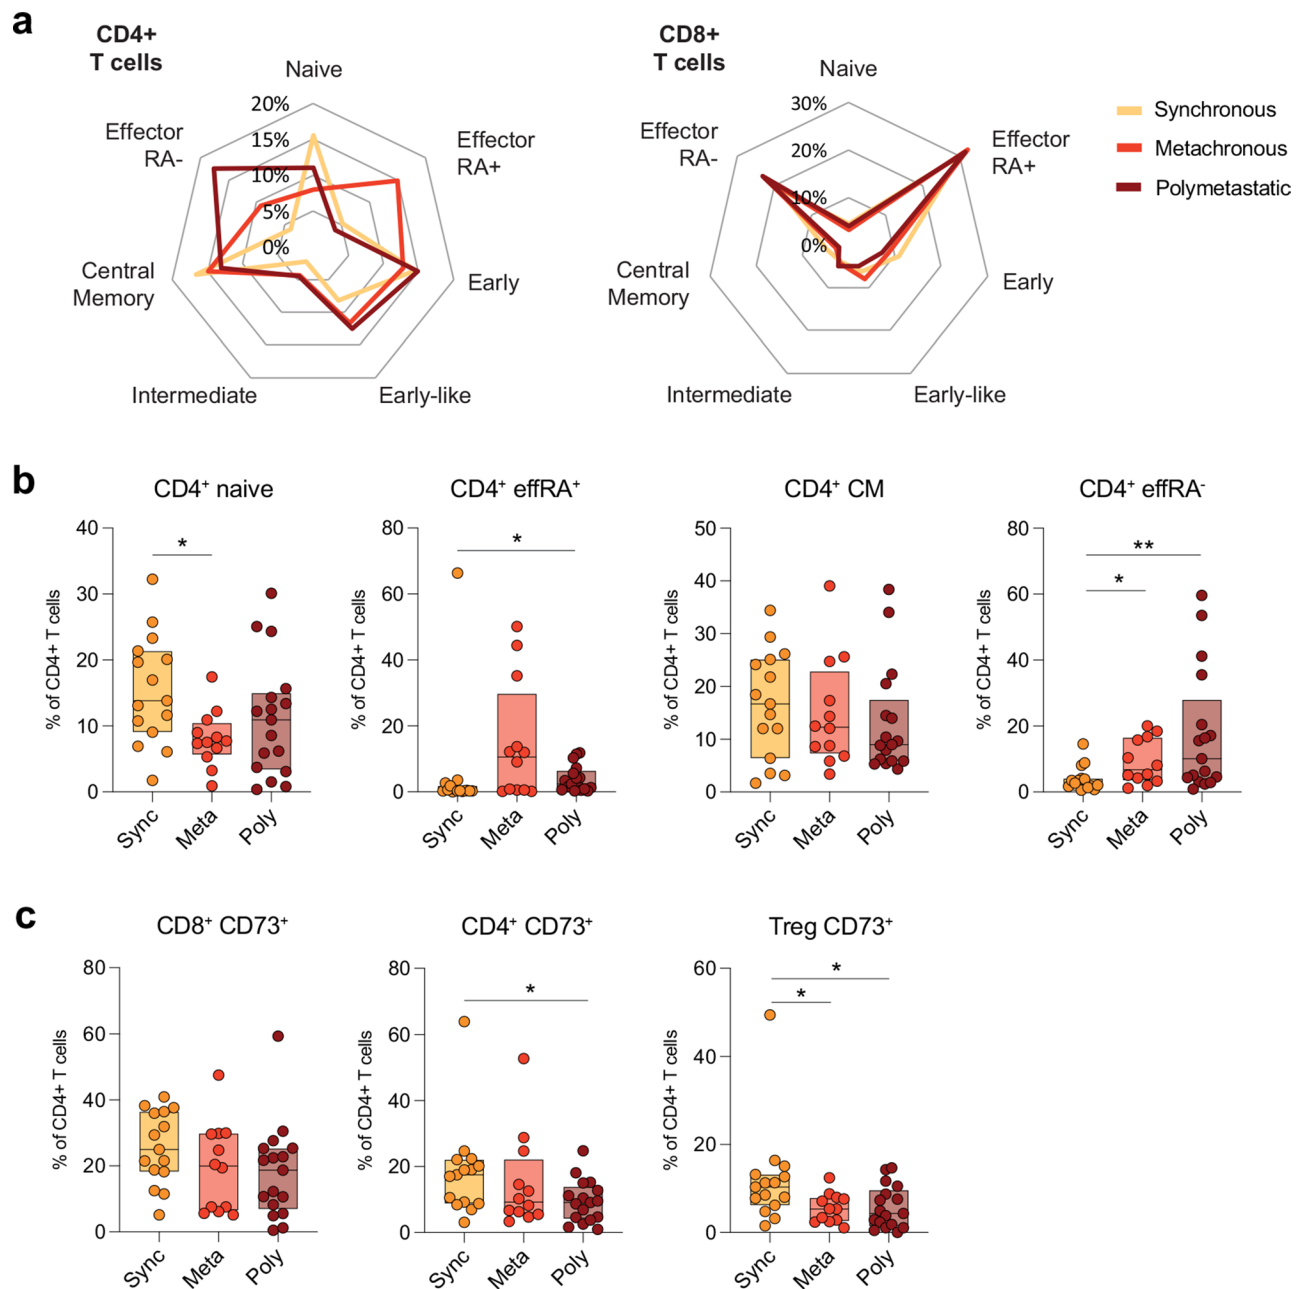 a
CD4+
T cells
Naive
20%
15%
10%
5%
0%
Effector
RA-
Effector
RA+
Central
Memory
Early
Intermediate
Early-like
CD8+
T cells
Naive
30%
20%
10%
0%
Effector
RA-
Effector
RA+
Central
Memory
Early
Intermediate
Early-like
Synchronous
Metachronous
Polymetastatic
b
CD4⁺ naive
% of CD4+ T cells
40
30
20
10
0
*
Sync
Meta
Poly
CD4⁺ effRA⁺
% of CD4+ T cells
80
60
40
20
0
*
Sync
Meta
Poly
CD4⁺ CM
% of CD4+ T cells
50
40
30
20
10
0
Sync
Meta
Poly
CD4⁺ effRA⁻
% of CD4+ T cells
80
60
40
20
0
**
*
Sync
Meta
Poly
c
CD8⁺ CD73⁺
% of CD4+ T cells
80
60
40
20
0
Sync
Meta
Poly
CD4⁺ CD73⁺
% of CD4+ T cells
80
60
40
20
0
*
Sync
Meta
Poly
Treg CD73⁺
% of CD4+ T cells
60
40
20
0
*
*
Sync
Meta
Poly